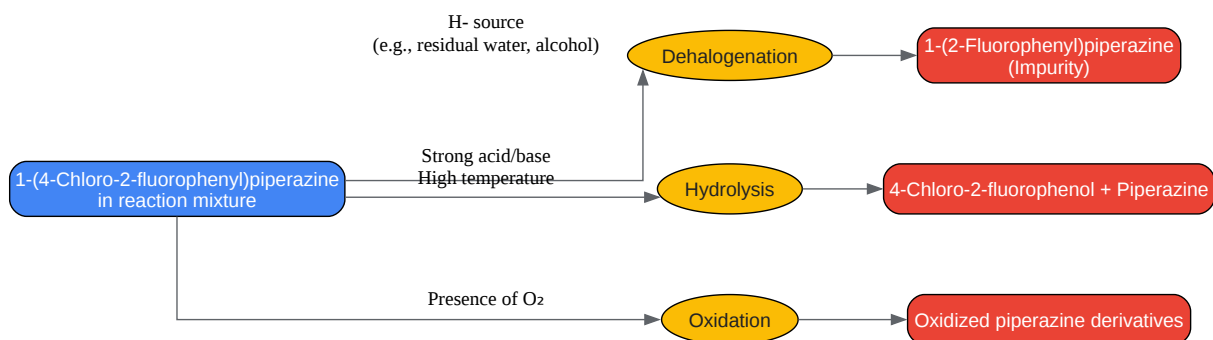 H- source
(e.g., residual water, alcohol)
Dehalogenation
1-(2-Fluorophenyl)piperazine
(Impurity)
1-(4-Chloro-2-fluorophenyl)piperazine
in reaction mixture
Strong acid/base
High temperature
Hydrolysis
4-Chloro-2-fluorophenol + Piperazine
Presence of O₂
Oxidation
Oxidized piperazine derivatives